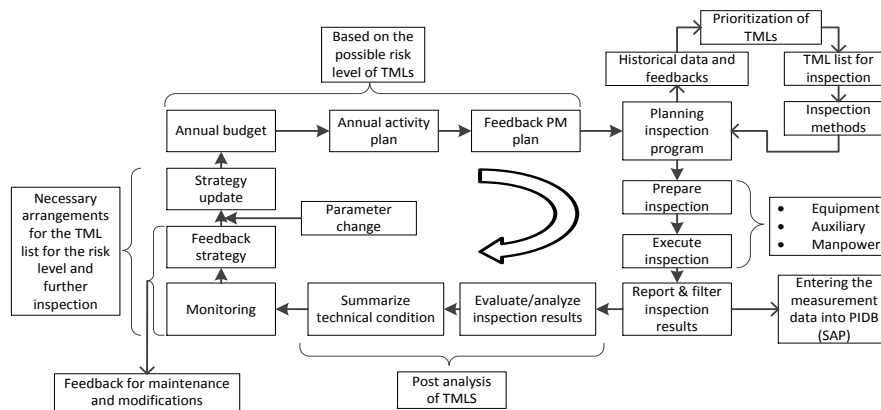 Based on the
possible risk
level of TMLs
Prioritization of
TMLs
Historical data and
feedbacks
TML list for
inspection
Inspection
methods
Annual budget
Annual activity
plan
Feedback PM
plan
Planning
inspection
program
Necessary
arrangements
for the TML
list for the risk
level and
further
inspection
Strategy
update
Parameter
change
Feedback
strategy
Prepare
inspection
Execute
inspection
• Equipment
• Auxiliary
• Manpower
Monitoring
Summarize
technical condition
Evaluate/analyze
inspection results
Report & filter
inspection
results
Entering the
measurement
data into PIDB
(SAP)
Feedback for maintenance
and modifications
Post analysis
of TMLS